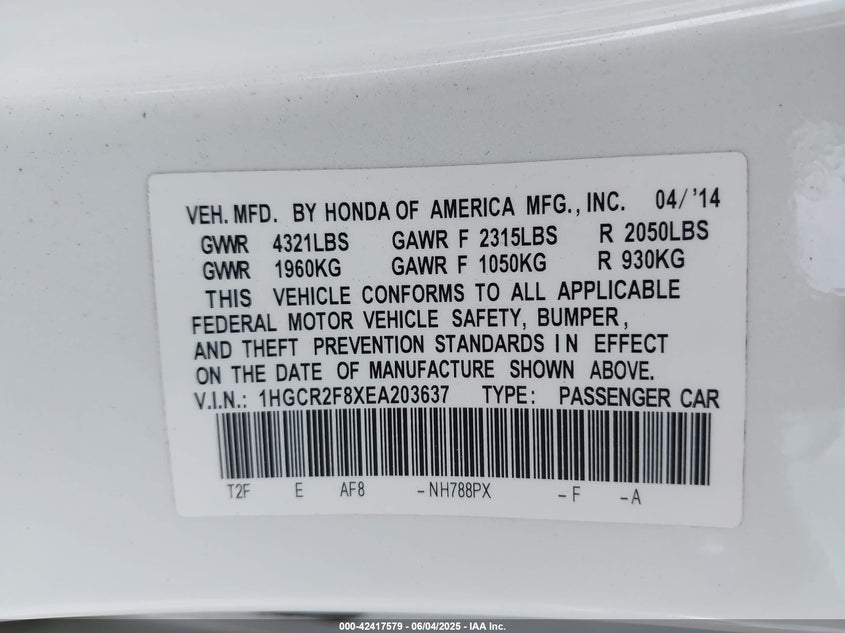 VEH. MFD. BY HONDA OF AMERICA MFG., INC. 04/ '14
GVWR 4321LBS GAWR F 2315LBS R 2050LBS
GVWR 1960KG GAWR F 1050KG R 930KG
THIS VEHICLE CONFORMS TO ALL APPLICABLE
FEDERAL MOTOR VEHICLE SAFETY, BUMPER,
AND THEFT PREVENTION STANDARDS IN EFFECT
ON THE DATE OF MANUFACTURE SHOWN ABOVE.
V.I.N.: 1HGCR2F8XEA203637 TYPE: PASSENGER CAR
T2F E AF8 -NH788PX -F -A
000-42417579 - 06/04/2025 - IAA Inc.